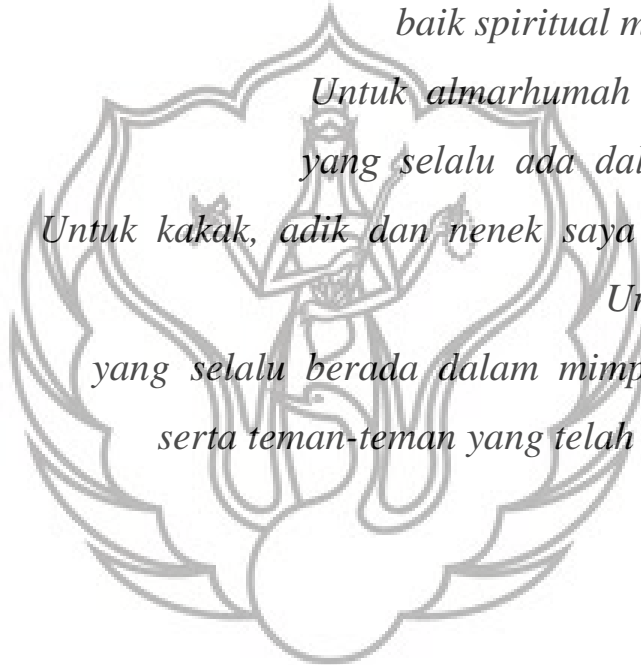 baik spiritual m
Untuk almarhumah
yang selalu ada dal
Untuk kakak, adik dan nenek saya
Un
yang selalu berada dalam mimp
serta teman-teman yang telah